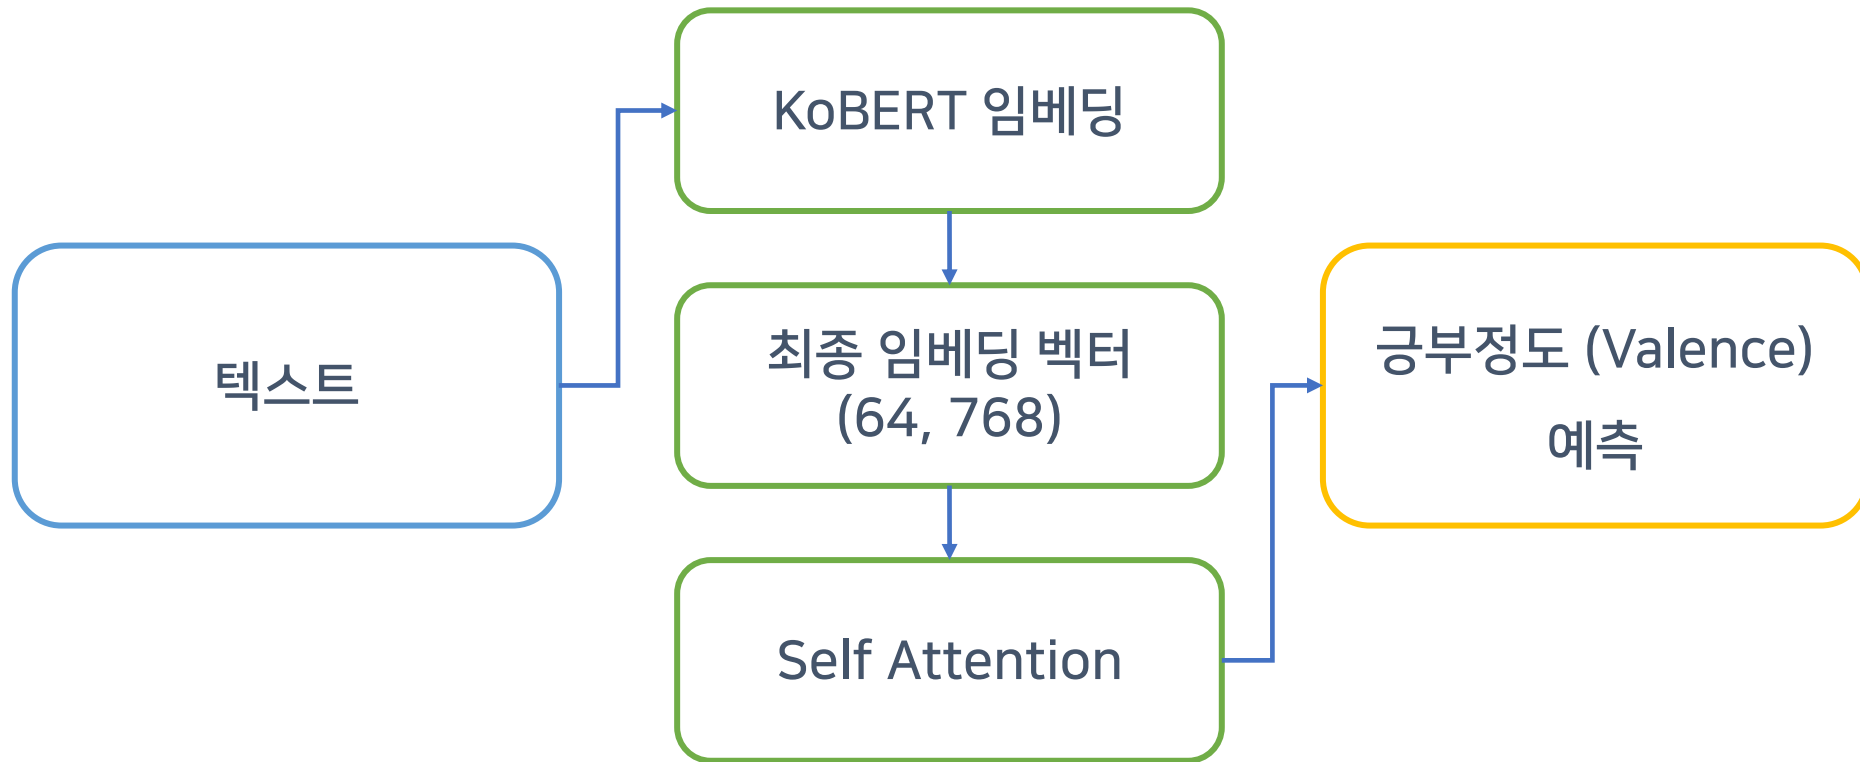 텍스트
KoBERT 임베딩
최종 임베딩 벡터
(64, 768)
Self Attention
긍부정도 (Valence)
예측